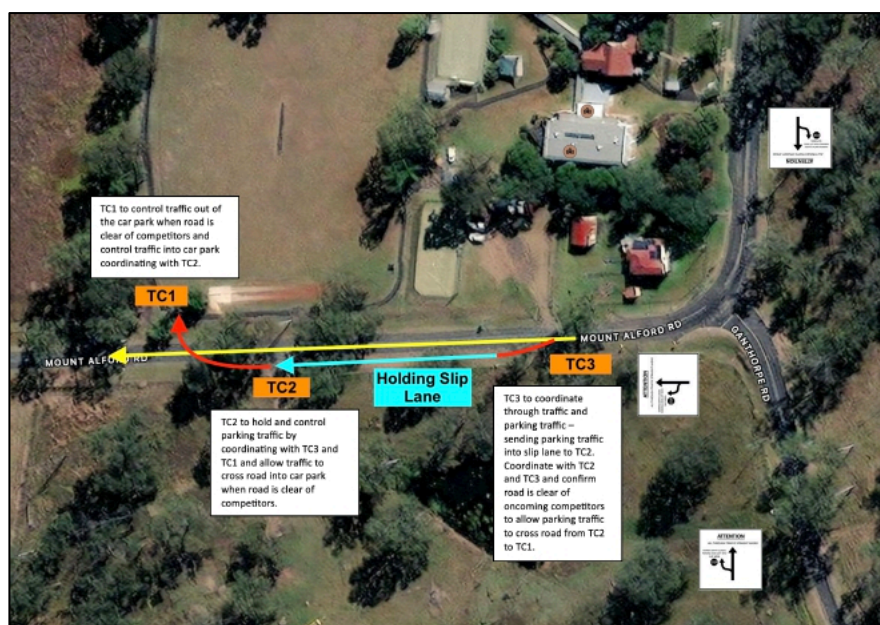 TC1 to control traffic out of
the car park when road is
clear of competitors and
control traffic into car park
coordinating with TC2.
TC1
MOUNT ALFORD RD
MOUNT ALFORD RD
GANTHORPE RD
TC2
Holding Slip
Lane
TC3
TC2 to hold and control
parking traffic by
coordinating with TC3 and
TC1 and allow traffic to
cross road into car park
when road is clear of
competitors.
TC3 to coordinate
through traffic and
parking traffic –
sending parking traffic
into slip lane to TC2.
Coordinate with TC2
and TC3 and confirm
road is clear of
oncoming competitors
to allow parking traffic
to cross road from TC2
to TC1.
ATTENTION
ATTENTION
ATTENTION